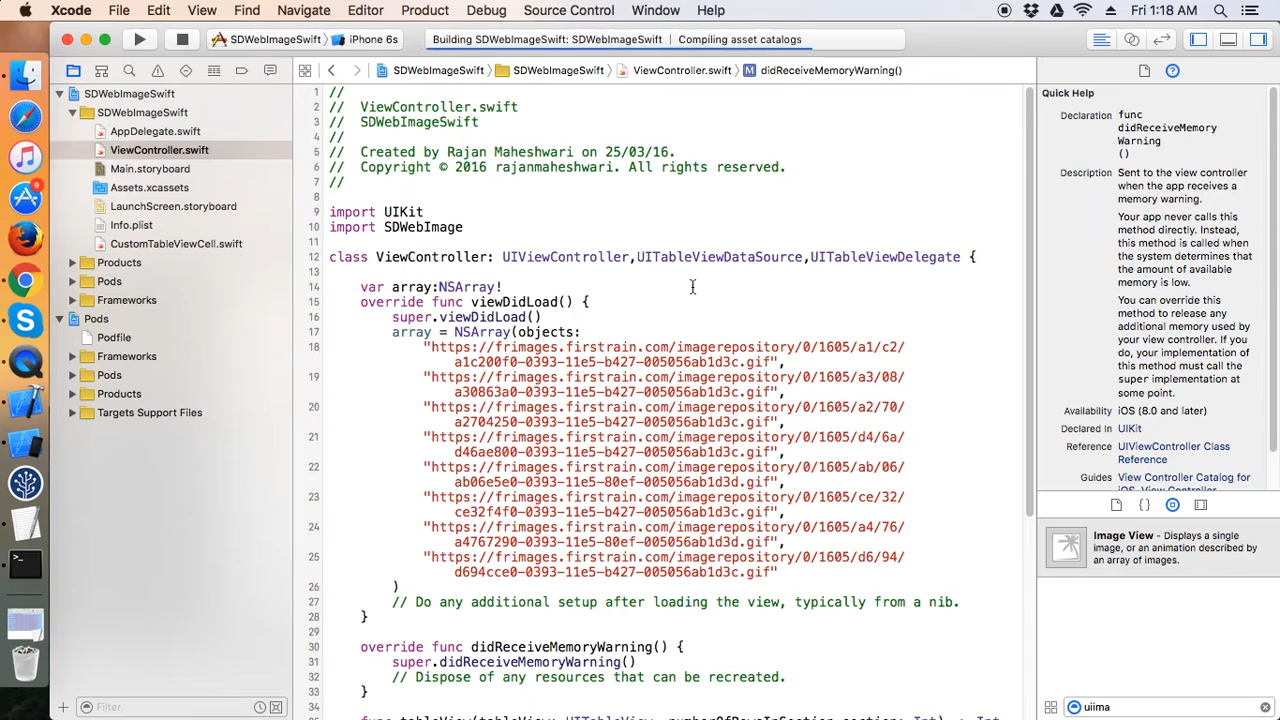 Xcode File Edit View Find Navigate Editor Product Debug Source Control Window Help Fri 1:18 AM
SDWebImageSwift iPhone 6s Building SDWebImageSwift: SDWebImageSwift Compiling asset catalogs
SDWebImageSwift SDWebImageSwift ViewController.swift M didReceiveMemoryWarning()
SDWebImageSwift
SDWebImageSwift
AppDelegate.swift
ViewController.swift
Main.storyboard
Assets.xcassets
LaunchScreen.storyboard
Info.plist
CustomTableViewCell.swift
Products
Pods
Frameworks
Pods
Podfile
Frameworks
Pods
Products
Targets Support Files
Filter
9
1 //
2 // ViewController.swift
3 // SDWebImageSwift
4 //
5 // Created by Rajan Maheshwari on 25/03/16.
6 // Copyright © 2016 rajanmaheshwari. All rights reserved.
7 //
8
9 import UIKit
10 import SDWebImage
11
12 class ViewController: UIViewController,UITableViewDataSource,UITableViewDelegate {
13
14 var array:NSArray!
15 override func viewDidLoad() {
16 super.viewDidLoad()
17 array = NSArray(objects:
18 "https://frimages.firstrain.com/imagerepository/0/1605/a1/c2/
a1c200f0-0393-11e5-b427-005056ab1d3c.gif",
19 "https://frimages.firstrain.com/imagerepository/0/1605/a3/08/
a30863a0-0393-11e5-b427-005056ab1d3c.gif",
20 "https://frimages.firstrain.com/imagerepository/0/1605/a2/70/
a2704250-0393-11e5-b427-005056ab1d3c.gif",
21 "https://frimages.firstrain.com/imagerepository/0/1605/d4/6a/
d46ae800-0393-11e5-b427-005056ab1d3c.gif",
22 "https://frimages.firstrain.com/imagerepository/0/1605/ab/06/
ab06e5e0-0393-11e5-80ef-005056ab1d3d.gif",
23 "https://frimages.firstrain.com/imagerepository/0/1605/ce/32/
ce32f4f0-0393-11e5-b427-005056ab1d3c.gif",
24 "https://frimages.firstrain.com/imagerepository/0/1605/a4/76/
a4767290-0393-11e5-80ef-005056ab1d3d.gif",
25 "https://frimages.firstrain.com/imagerepository/0/1605/d6/94/
d694cce0-0393-11e5-b427-005056ab1d3c.gif"
26 )
27 // Do any additional setup after loading the view, typically from a nib.
28 }
29
30 override func didReceiveMemoryWarning() {
31 super.didReceiveMemoryWarning()
32 // Dispose of any resources that can be recreated.
33 }
34
Quick Help
Declaration func
didReceiveMemory
Warning
()
Description Sent to the view controller
when the app receives a
memory warning.
Your app never calls this
method directly. Instead,
this method is called when
the system determines
that the amount of available
memory is low.
You can override this
method to release any
additional memory used by
your view controller. If you
do, your implementation of
this method must call the
super implementation at
some point.
Availability iOS (8.0 and later)
Declared In UIKit
Reference UIViewController Class
Reference
Guides View Controller Catalog for
Image View - Displays a single
image, or an animation described by
an array of images.
uiima